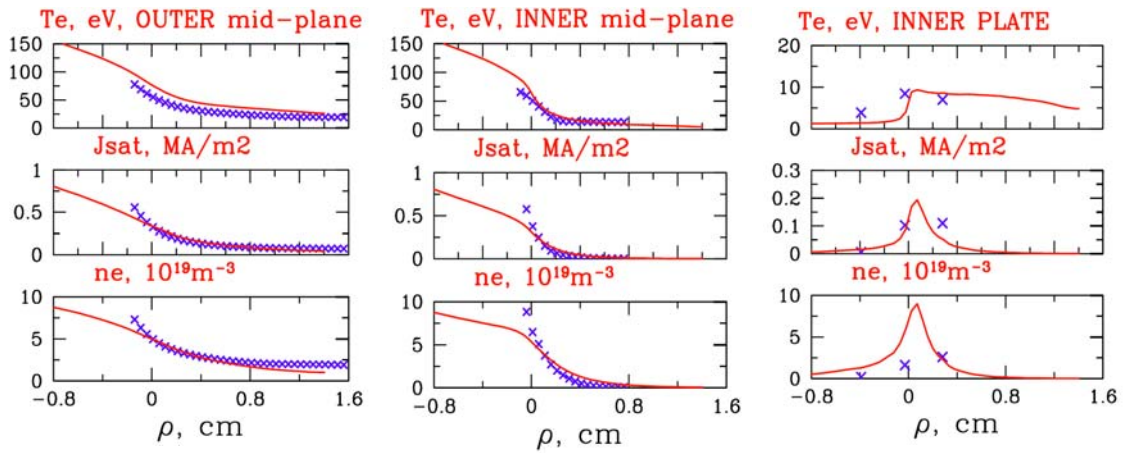 Te, eV, OUTER mid-plane
150
100
50
0
Jsat, MA/m2
1
0.5
0
ne, 10¹⁹m⁻³
10
5
0
-0.8 0 0.8 1.6
ρ, cm
Te, eV, INNER mid-plane
150
100
50
0
Jsat, MA/m2
1
0.5
0
ne, 10¹⁹m⁻³
10
5
0
-0.8 0 0.8 1.6
ρ, cm
Te, eV, INNER PLATE
20
10
0
Jsat, MA/m2
0.3
0.2
0.1
0
ne, 10¹⁹m⁻³
10
5
0
-0.8 0 0.8 1.6
ρ, cm